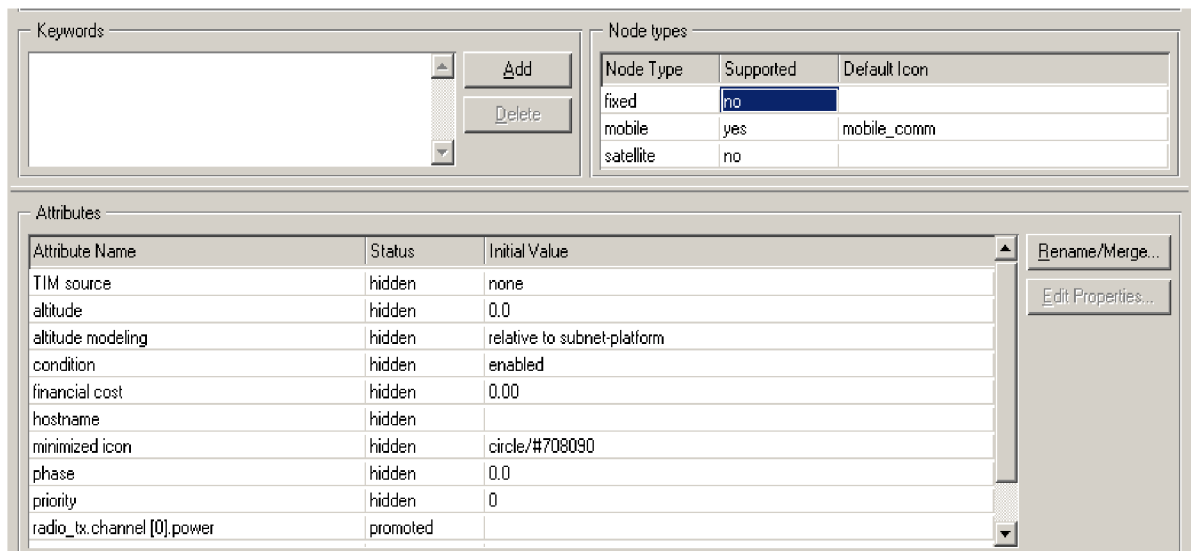 Keywords
Add
Delete
Node types
Node Type Supported Default Icon
fixed no
mobile yes mobile_comm
satellite no
Attributes
Attribute Name Status Initial Value
TIM source hidden none
altitude hidden 0.0
altitude modeling hidden relative to subnet-platform
condition hidden enabled
financial cost hidden 0.00
hostname hidden
minimized icon hidden circle/#708090
phase hidden 0.0
priority hidden 0
radio_tx.channel [0].power promoted
Rename/Merge...
Edit Properties...